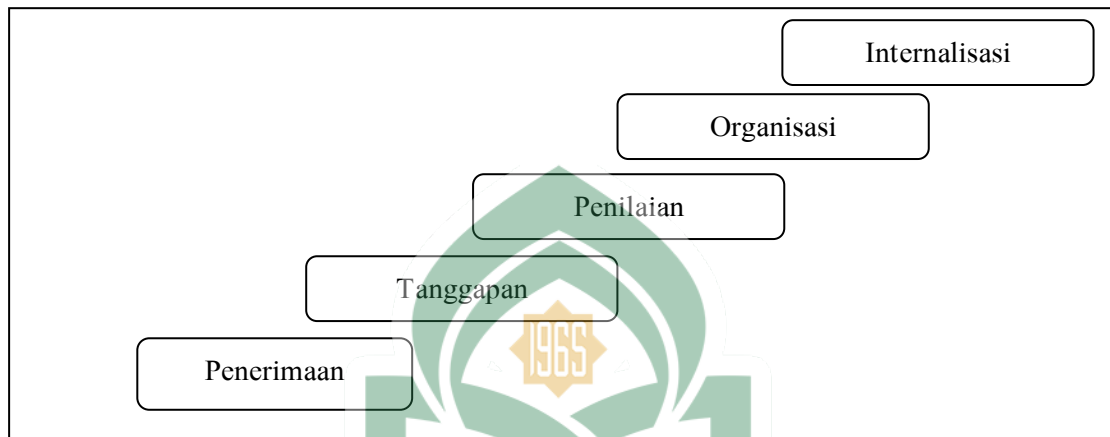 Internalisasi
Organisasi
Penilaian
Tanggapan
1965
Penerimaan